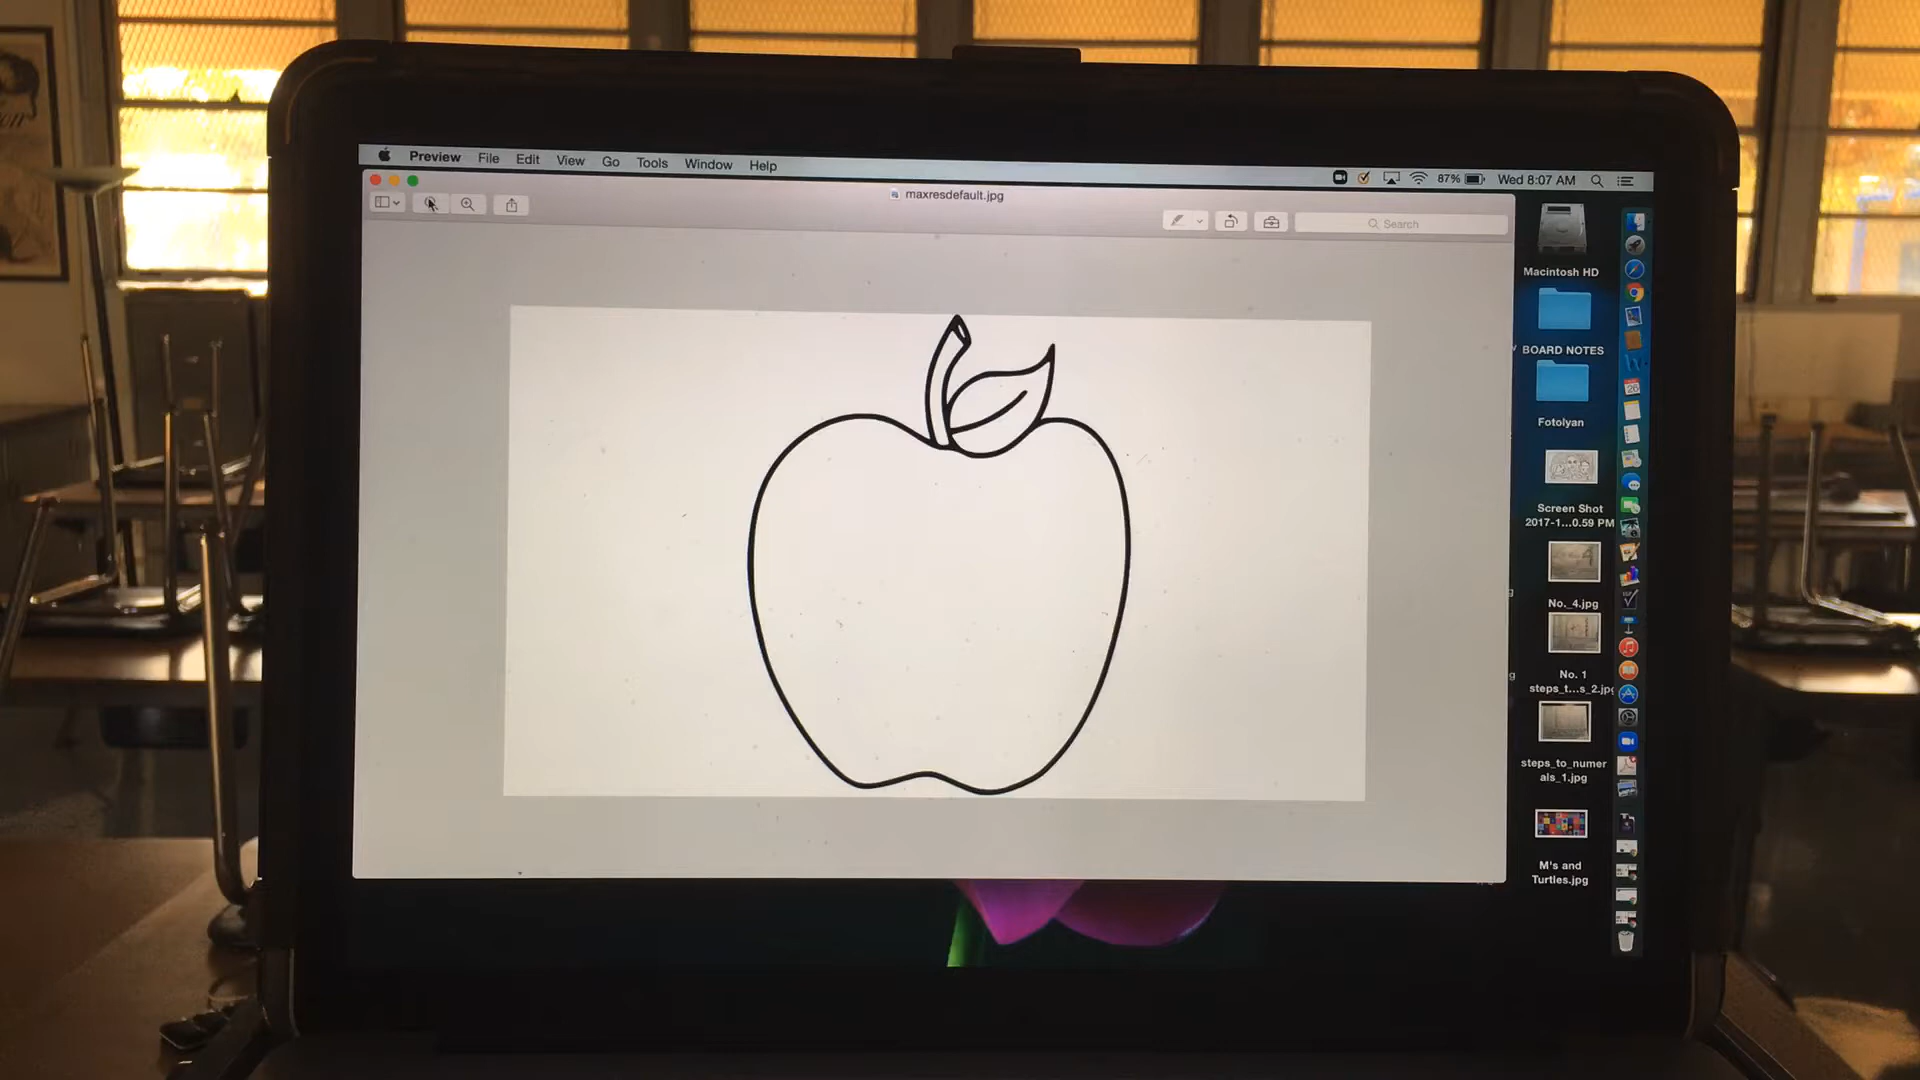 Preview File Edit View Go Tools Window Help
87% Wed 8:07 AM
maxresdefault.jpg
Search
Macintosh HD
BOARD NOTES
Fotolyan
Screen Shot
2017-1...0.59 PM
No._4.jpg
No. 1
steps_t...s_2.jpg
steps_to_numer
als_1.jpg
M's and
Turtles.jpg